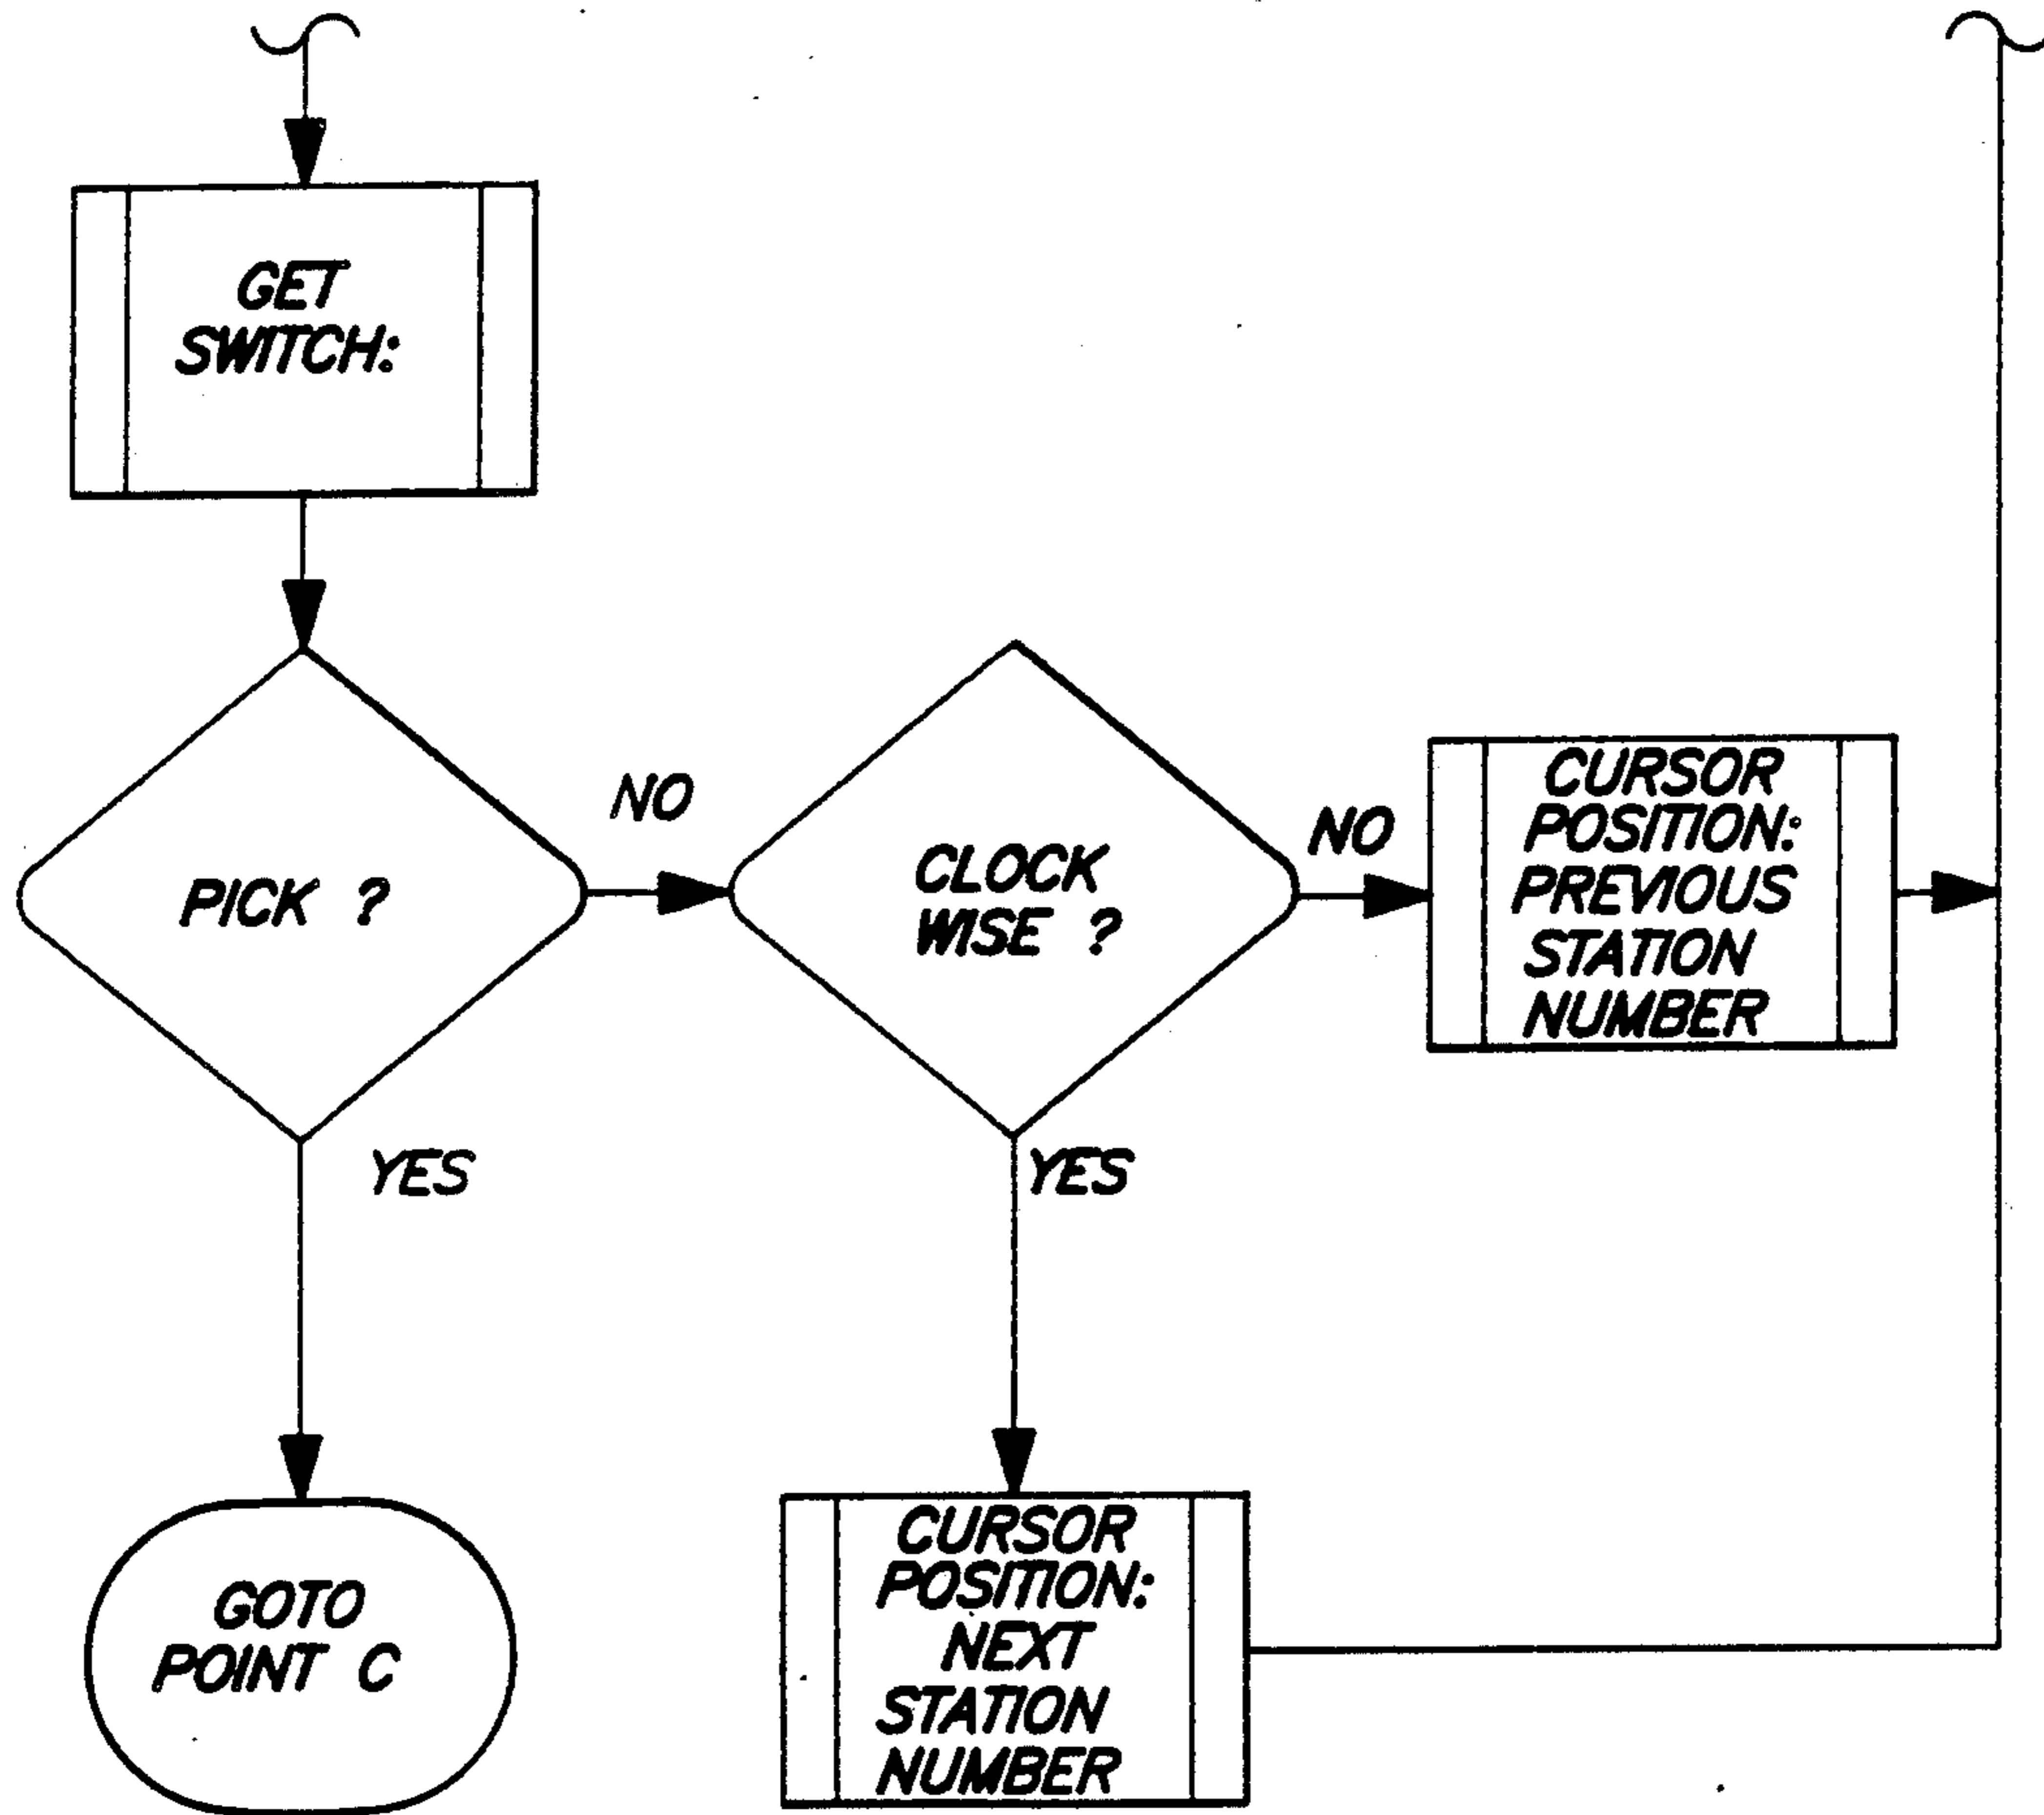 GET
SWITCH:
PICK ?
NO
CLOCK
WISE ?
NO
CURSOR
POSITION:
PREVIOUS
STATION
NUMBER
YES
YES
GOTO
POINT C
CURSOR
POSITION:
NEXT
STATION
NUMBER